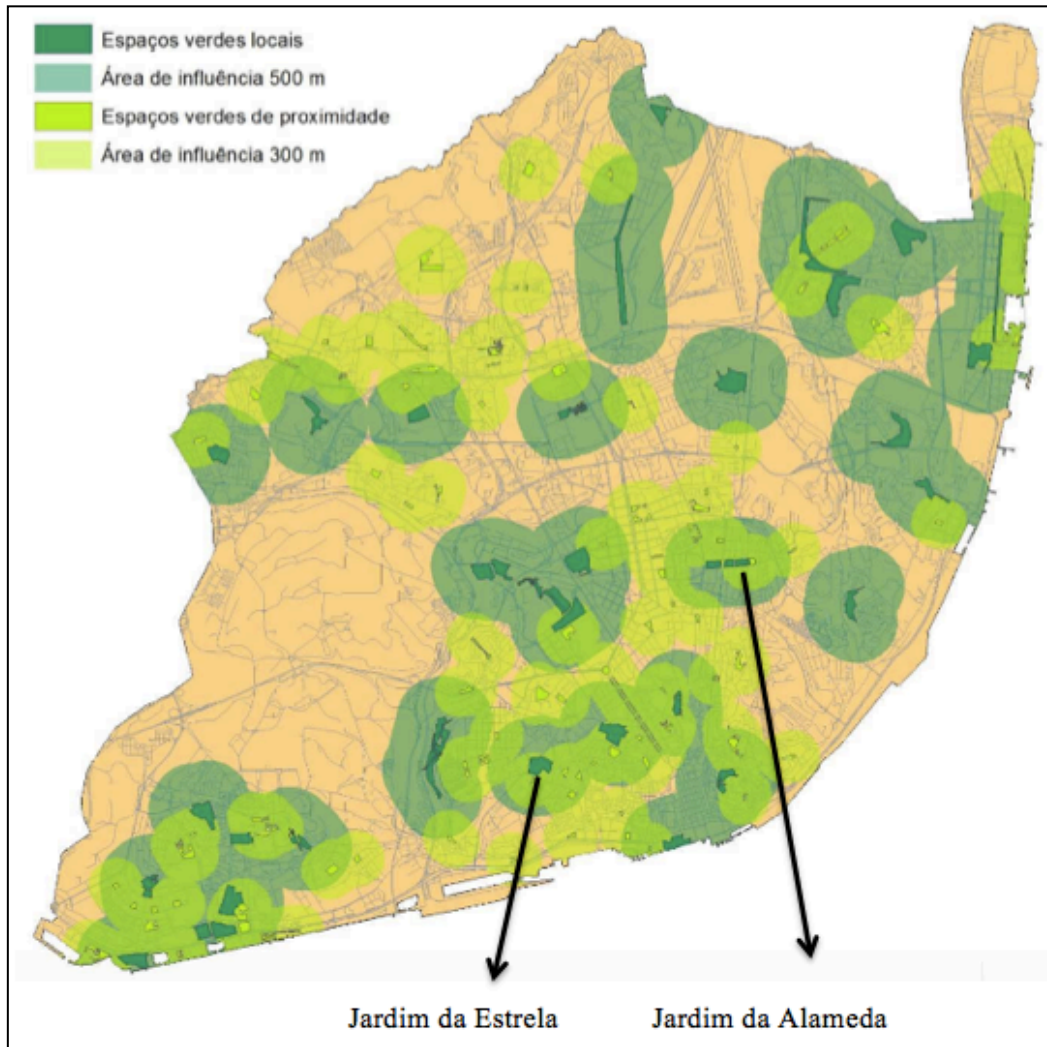 Espaços verdes locais
Área de influência 500 m
Espaços verdes de proximidade
Área de influência 300 m
Jardim da Estrela
Jardim da Alameda